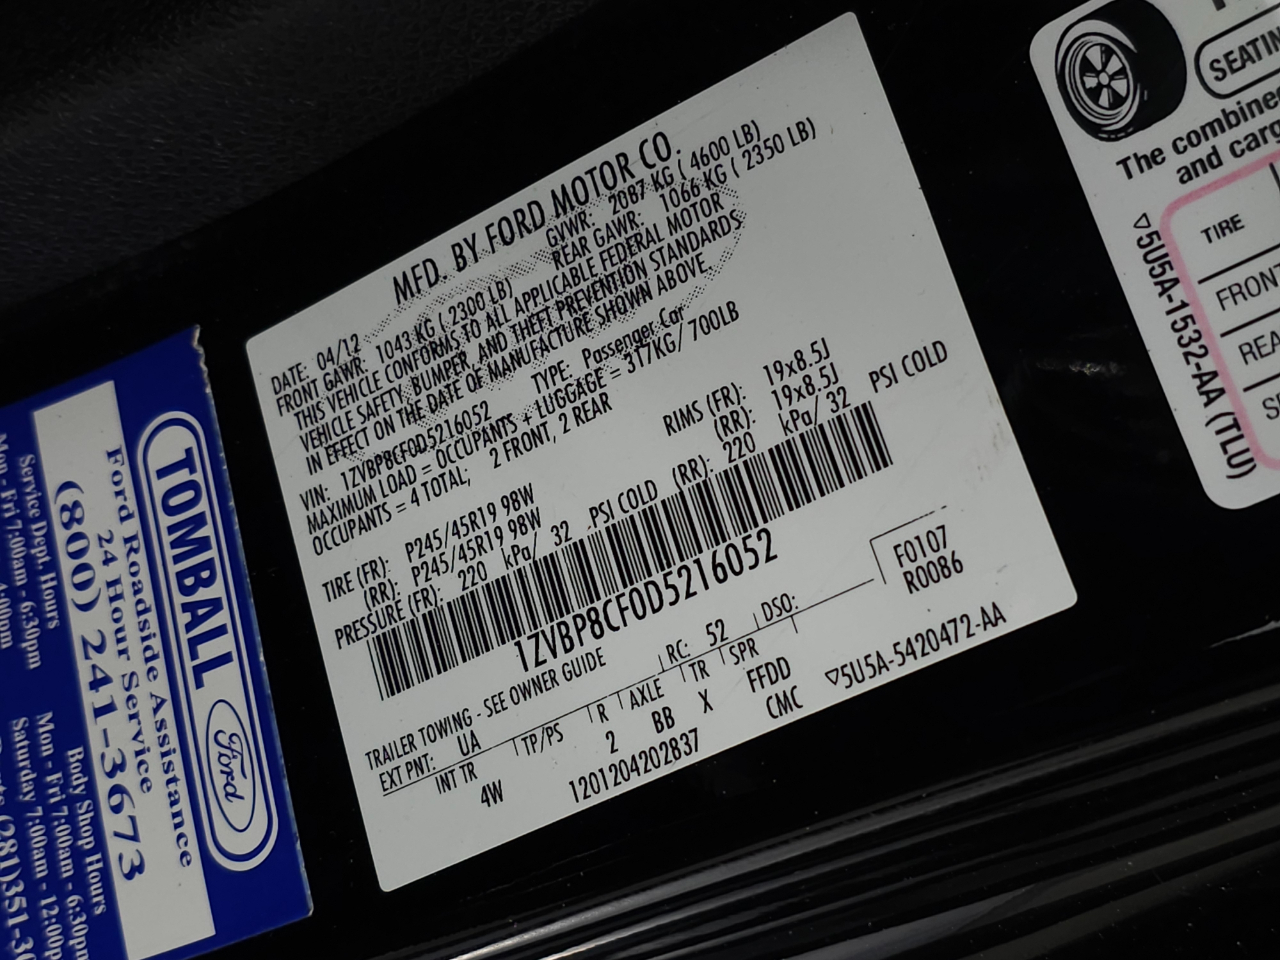 MFD. BY FORD MOTOR CO.
DATE: 04/12 GVWR: 2087 KG ( 4600 LB)
FRONT GAWR: 1043 KG ( 2300 LB) REAR GAWR: 1066 KG ( 2350 LB)
THIS VEHICLE CONFORMS TO ALL APPLICABLE FEDERAL MOTOR
VEHICLE SAFETY, BUMPER, AND THEFT PREVENTION STANDARDS
IN EFFECT ON THE DATE OF MANUFACTURE SHOWN ABOVE.
VIN: 1ZVBP8CF0D5216052 TYPE: Passenger Car
MAXIMUM LOAD = OCCUPANTS + LUGGAGE = 317KG/ 700LB
OCCUPANTS = 4 TOTAL; 2 FRONT, 2 REAR
TIRE (FR): P245/45R19 98W RIMS (FR): 19x8.5J
(RR): P245/45R19 98W (RR): 19x8.5J
PRESSURE (FR): 220 kPa/ 32 PSI COLD (RR): 220 kPa/ 32 PSI COLD
1ZVBP8CF0D5216052
TRAILER TOWING - SEE OWNER GUIDE F0107
EXT PNT: UA RC: 52 DSO: R0086
INT TR TP/PS R AXLE TR SPR
4W 2 BB X FFDD
1201204202837 CMC ▽5U5A-5420472-AA
TOMBALL Ford
Ford Roadside Assistance
24 Hour Service
(800) 241-3673
Service Dept. Hours
Mon - Fri 7:00am - 6:30pm
Body Shop Hours
Mon - Fri 7:00am - 6:30pm
Saturday 7:00am - 12:00pm
SEATIN
The combined
and carg
TIRE
FRONT
REA
▽5U5A-1532-AA (TLU)